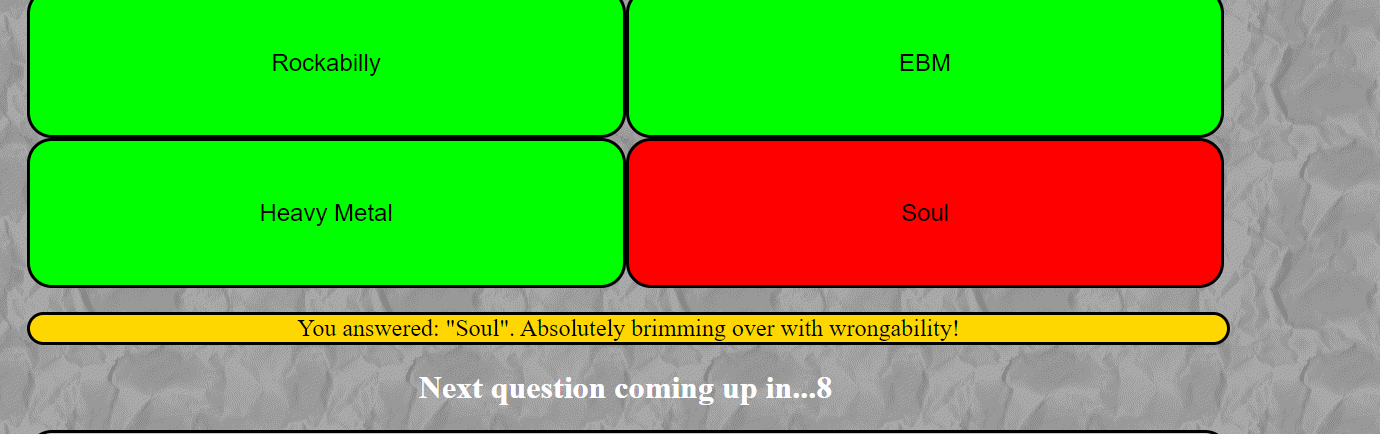 Rockabilly
EBM
Heavy Metal
Soul
You answered: "Soul". Absolutely brimming over with wrongability!
Next question coming up in...8